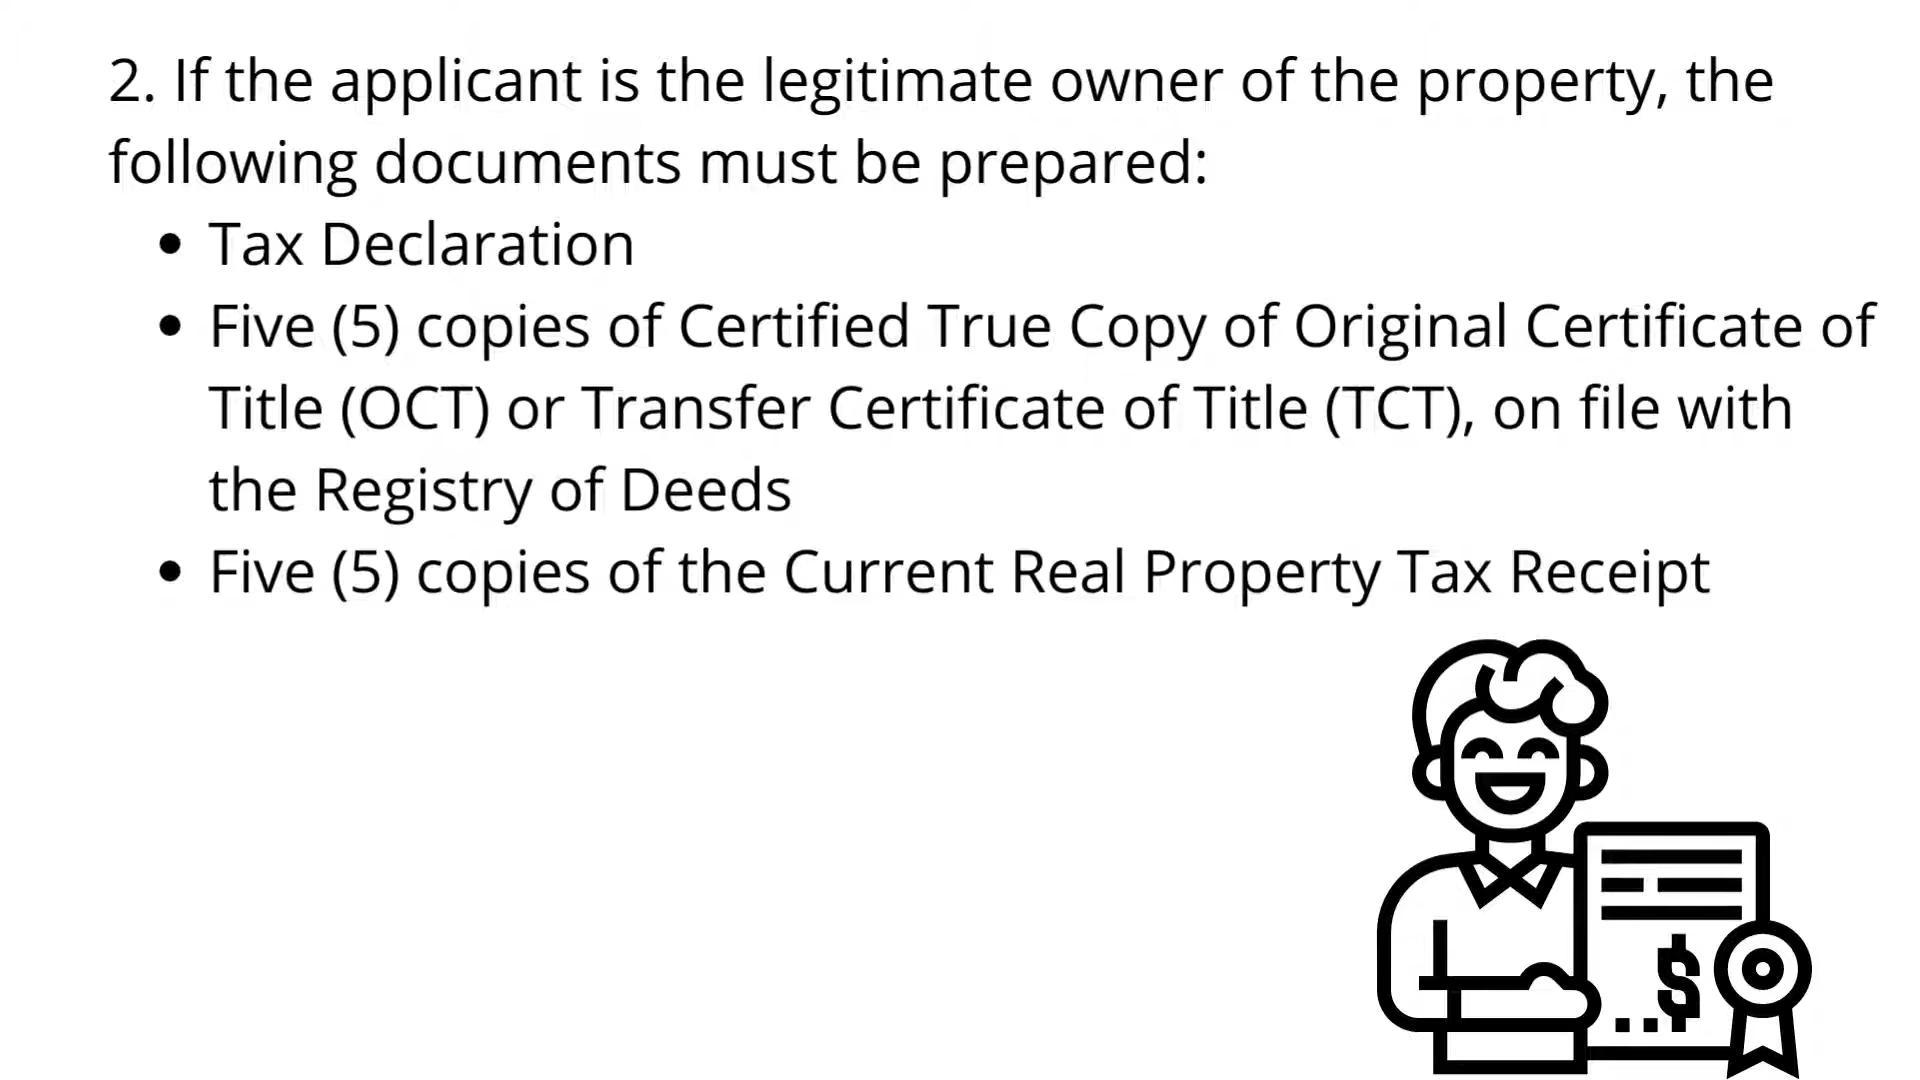 2. If the applicant is the legitimate owner of the property, the
following documents must be prepared:
• Tax Declaration
• Five (5) copies of Certified True Copy of Original Certificate of
Title (OCT) or Transfer Certificate of Title (TCT), on file with
the Registry of Deeds
• Five (5) copies of the Current Real Property Tax Receipt
$